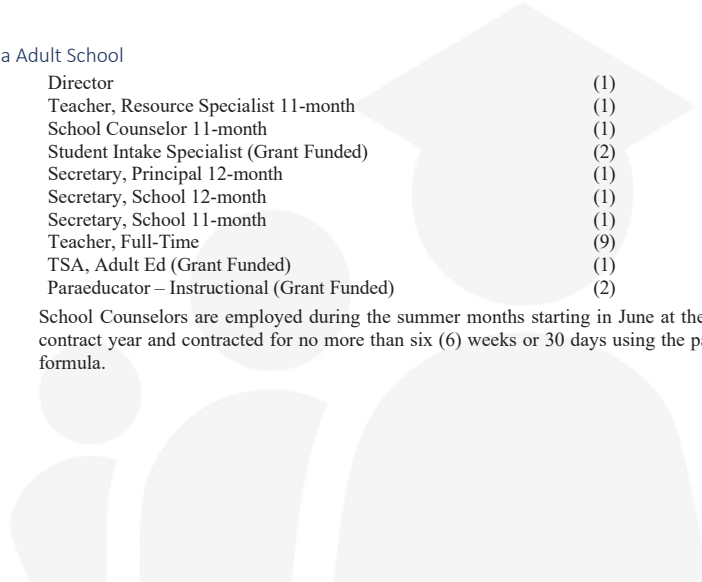 a Adult School
Director (1)
Teacher, Resource Specialist 11-month (1)
School Counselor 11-month (1)
Student Intake Specialist (Grant Funded) (2)
Secretary, Principal 12-month (1)
Secretary, School 12-month (1)
Secretary, School 11-month (1)
Teacher, Full-Time (9)
TSA, Adult Ed (Grant Funded) (1)
Paraeducator – Instructional (Grant Funded) (2)
School Counselors are employed during the summer months starting in June at the
contract year and contracted for no more than six (6) weeks or 30 days using the
formula.